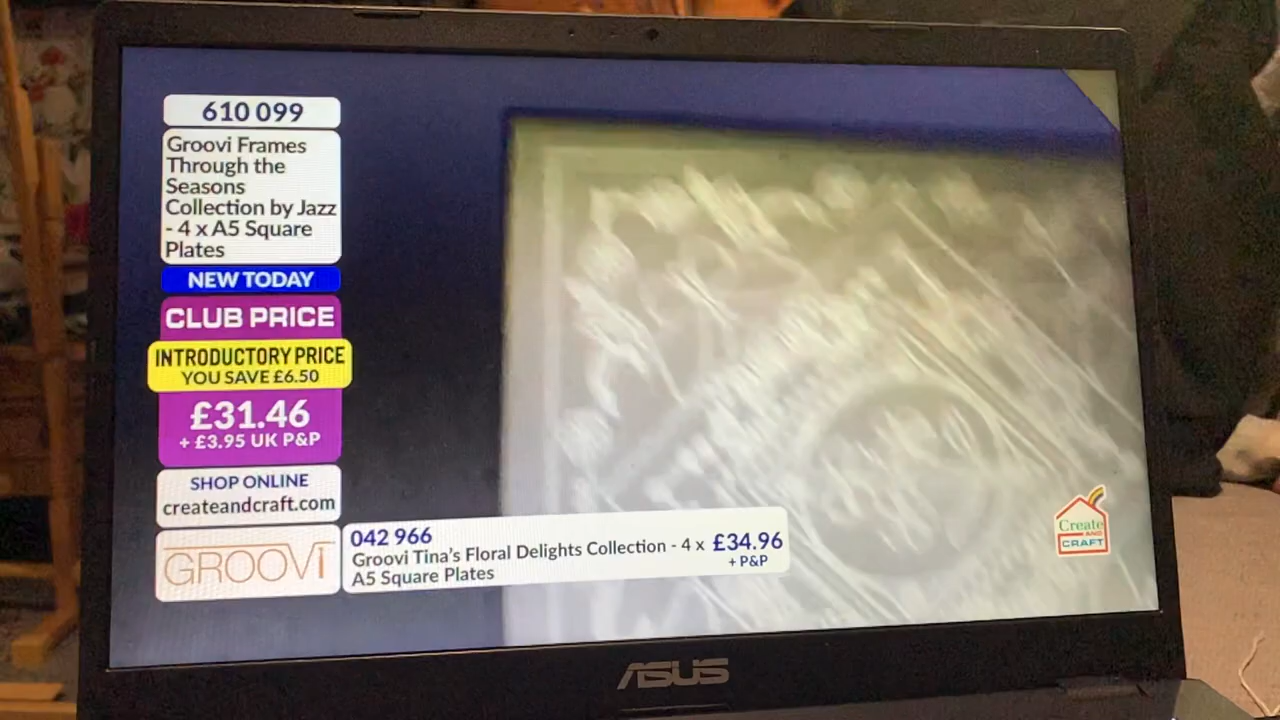 610 099
Groovi Frames
Through the
Seasons
Collection by Jazz
- 4 x A5 Square
Plates
NEW TODAY
CLUB PRICE
INTRODUCTORY PRICE
YOU SAVE £6.50
£31.46
+ £3.95 UK P&P
SHOP ONLINE
createandcraft.com
GROOVI
042 966
Groovi Tina's Floral Delights Collection - 4 x
A5 Square Plates
£34.96
+ P&P
Create
AND
CRAFT
ASUS